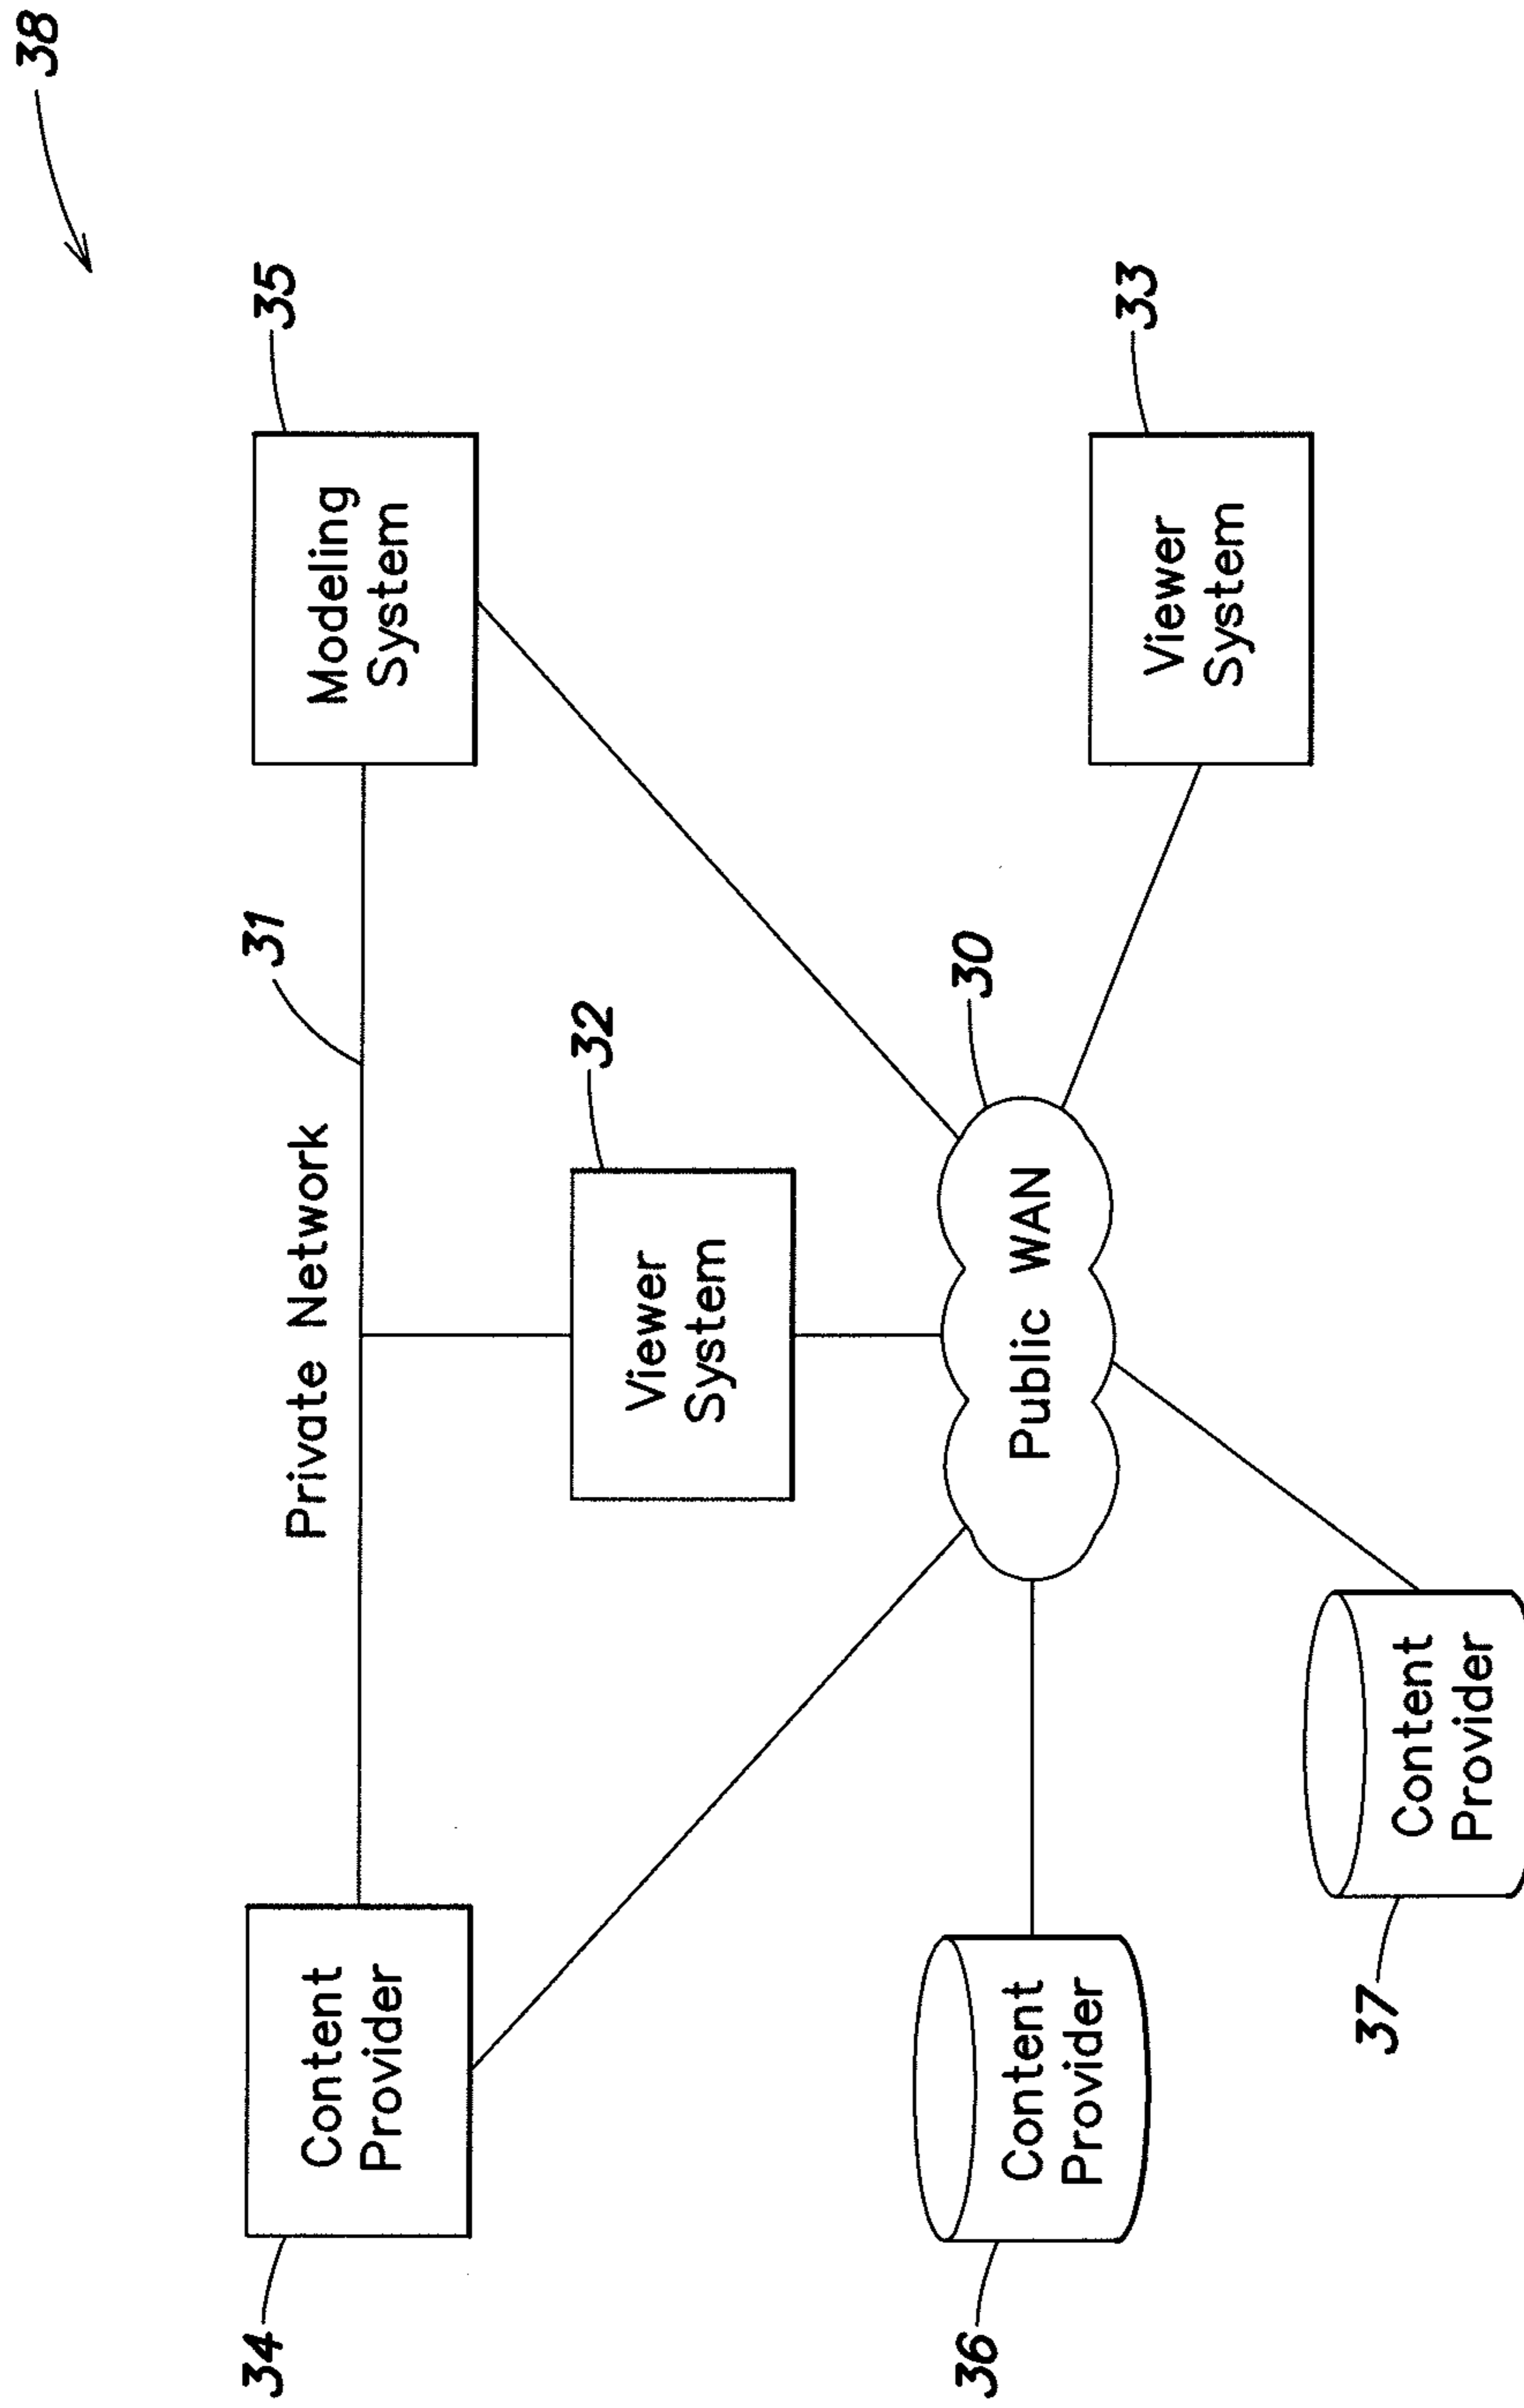 38
34
Content
Provider
Private Network
31
35
Modeling
System
32
Viewer
System
30
Public WAN
33
Viewer
System
36
Content
Provider
37
Content
Provider